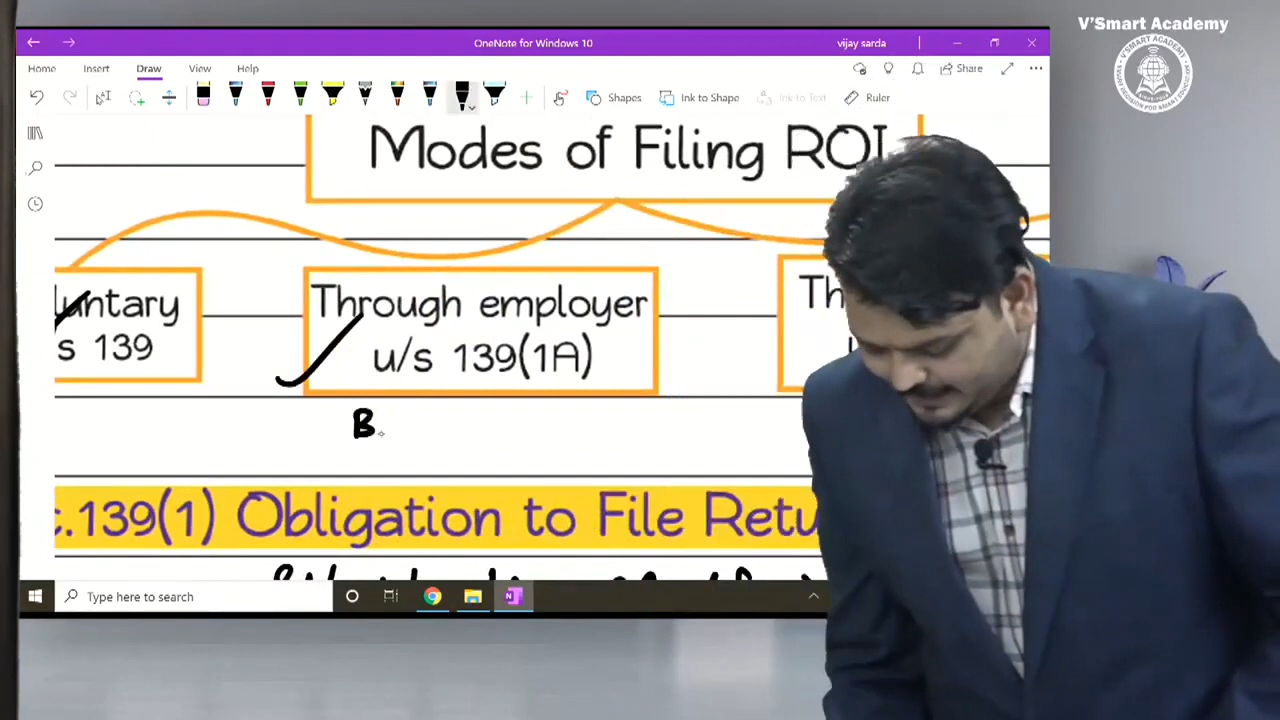 V'Smart Academy
OneNote for Windows 10
vijay sarda
Home Insert Draw View Help
Share
Shapes Ink to Shape Ink to Text Ruler
Modes of Filing ROI
luntary
s 139
Through employer
u/s 139(1A)
Th
B
c.139(1) Obligation to File Retu
Type here to search